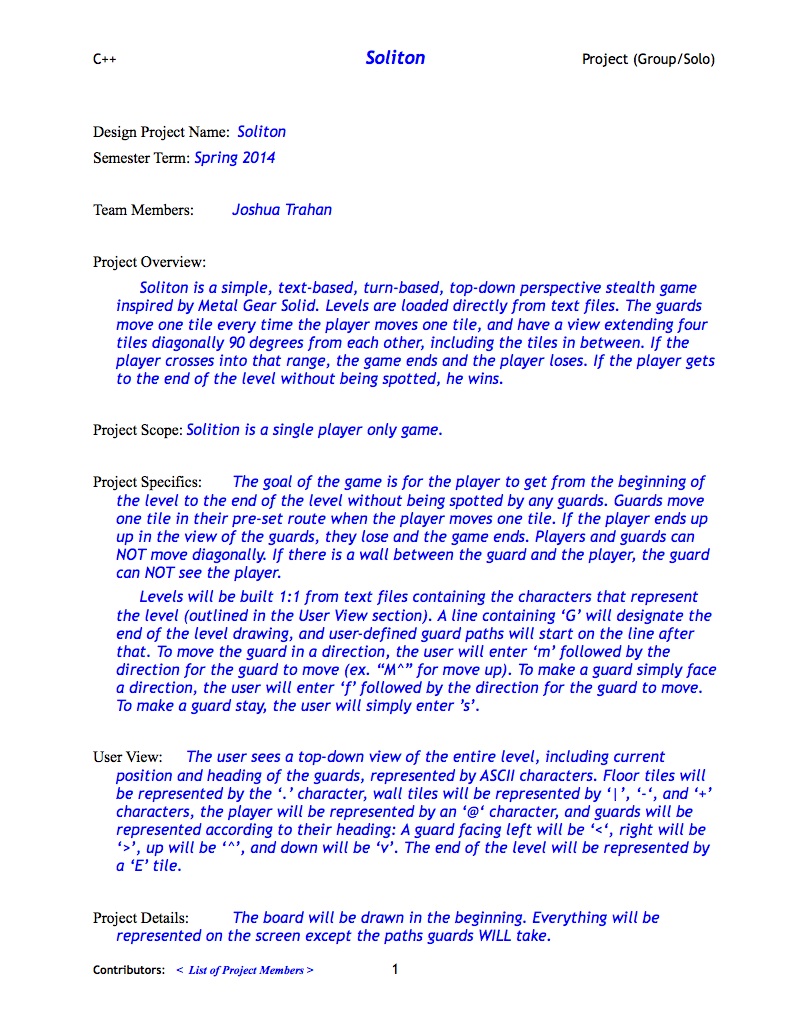 C++ Soliton Project (Group/Solo)
Design Project Name: Soliton
Semester Term: Spring 2014
Team Members: Joshua Trahan
Project Overview:
Soliton is a simple, text-based, turn-based, top-down perspective stealth game
inspired by Metal Gear Solid. Levels are loaded directly from text files. The guards
move one tile every time the player moves one tile, and have a view extending four
tiles diagonally 90 degrees from each other, including the tiles in between. If the
player crosses into that range, the game ends and the player loses. If the player gets
to the end of the level without being spotted, he wins.
Project Scope: Solition is a single player only game.
Project Specifics: The goal of the game is for the player to get from the beginning of
the level to the end of the level without being spotted by any guards. Guards move
one tile in their pre-set route when the player moves one tile. If the player ends up
up in the view of the guards, they lose and the game ends. Players and guards can
NOT move diagonally. If there is a wall between the guard and the player, the guard
can NOT see the player.
Levels will be built 1:1 from text files containing the characters that represent
the level (outlined in the User View section). A line containing ‘G’ will designate the
end of the level drawing, and user-defined guard paths will start on the line after
that. To move the guard in a direction, the user will enter ‘m’ followed by the
direction for the guard to move (ex. “M^” for move up). To make a guard simply face
a direction, the user will enter ‘f’ followed by the direction for the guard to move.
To make a guard stay, the user will simply enter ’s’.
User View: The user sees a top-down view of the entire level, including current
position and heading of the guards, represented by ASCII characters. Floor tiles will
be represented by the ‘.’ character, wall tiles will be represented by ‘|’, ‘-‘, and ‘+’
characters, the player will be represented by an ‘@‘ character, and guards will be
represented according to their heading: A guard facing left will be ‘<‘, right will be
‘>’, up will be ‘^’, and down will be ‘v’. The end of the level will be represented by
a ‘E’ tile.
Project Details: The board will be drawn in the beginning. Everything will be
represented on the screen except the paths guards WILL take.
Contributors: < List of Project Members > 1